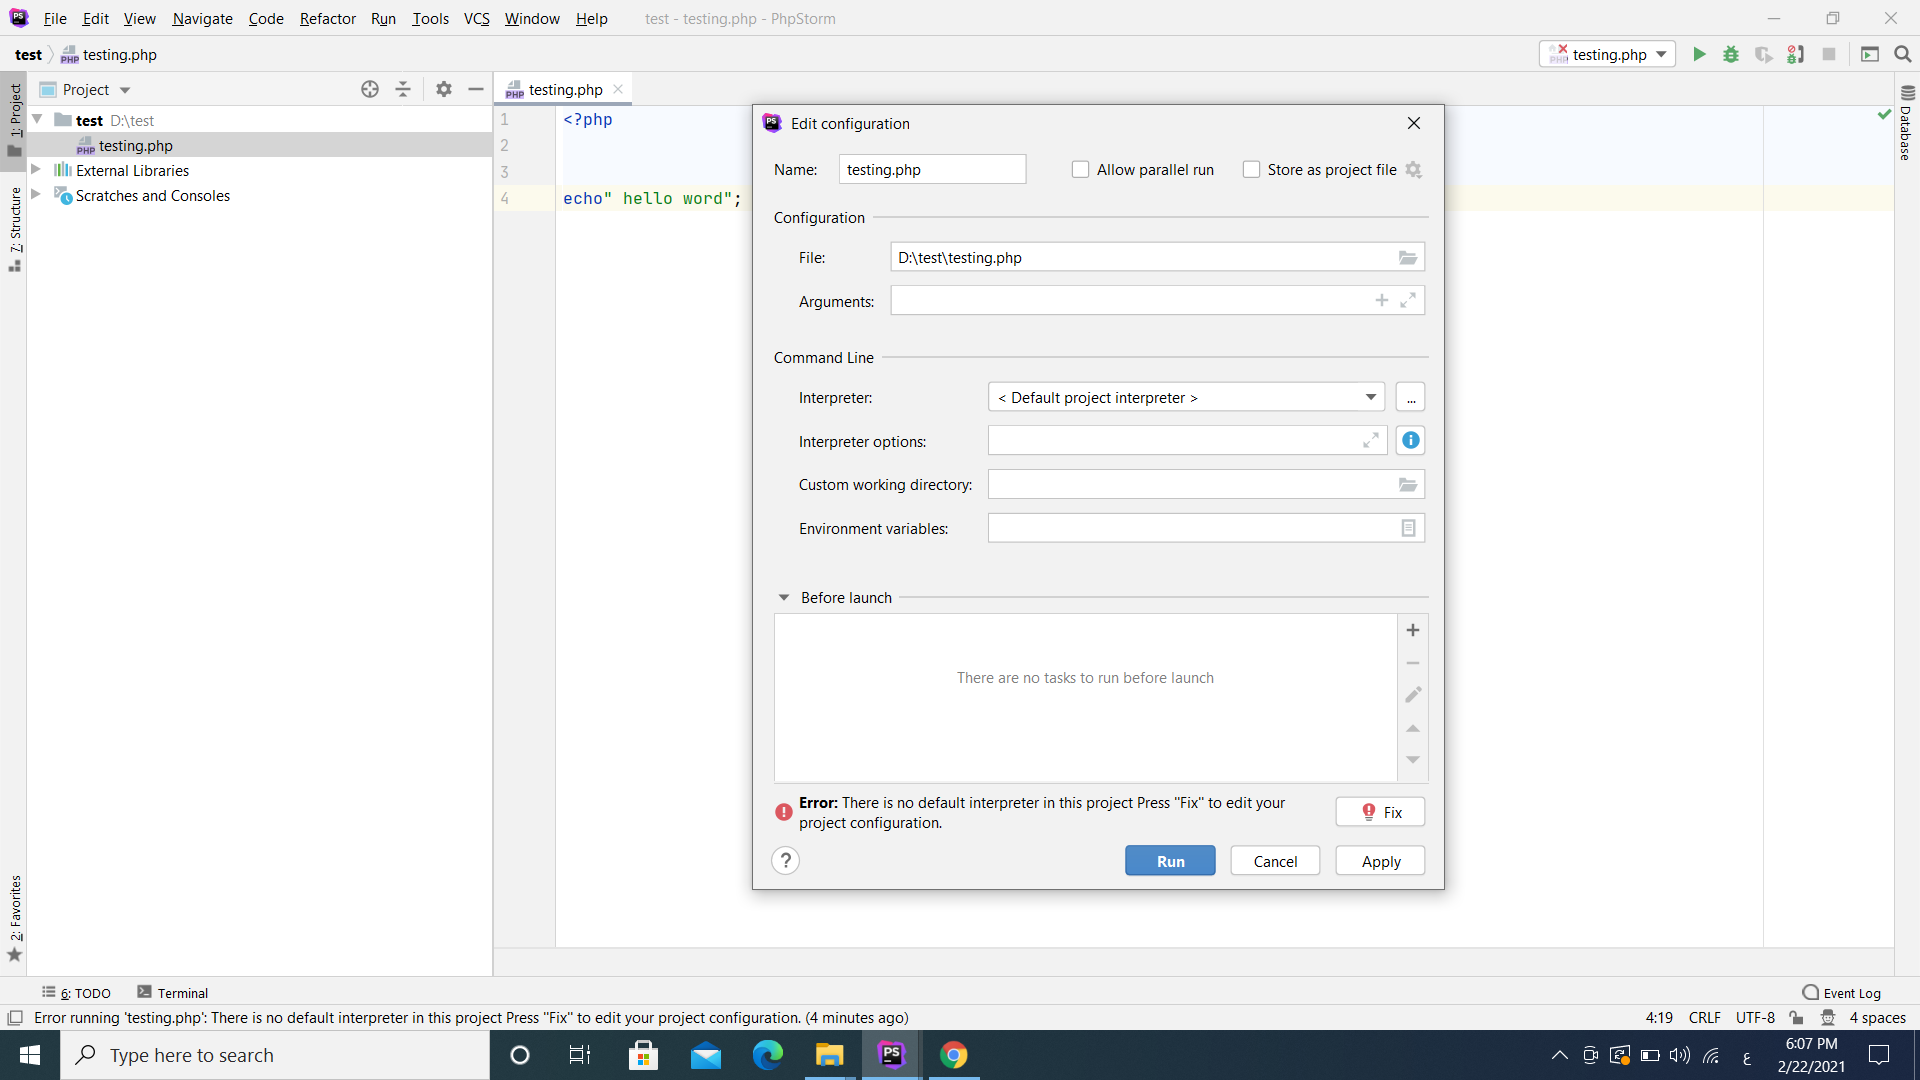 File Edit View Navigate Code Refactor Run Tools VCS Window Help test - testing.php - PhpStorm
test testing.php testing.php
Project testing.php
1: Project
test D:\test
testing.php
External Libraries
Scratches and Consoles
7: Structure
2: Favorites
Database
1 <?php
2
3
4 echo" hello word";
Edit configuration
Name: testing.php Allow parallel run Store as project file
Configuration
File: D:\test\testing.php
Arguments:
Command Line
Interpreter: < Default project interpreter > ...
Interpreter options:
Custom working directory:
Environment variables:
Before launch
There are no tasks to run before launch
Error: There is no default interpreter in this project Press "Fix" to edit your
project configuration.
Fix
? Run Cancel Apply
6: TODO Terminal Event Log
Error running 'testing.php': There is no default interpreter in this project Press "Fix" to edit your project configuration. (4 minutes ago) 4:19 CRLF UTF-8 4 spaces
Type here to search
ع
6:07 PM
2/22/2021